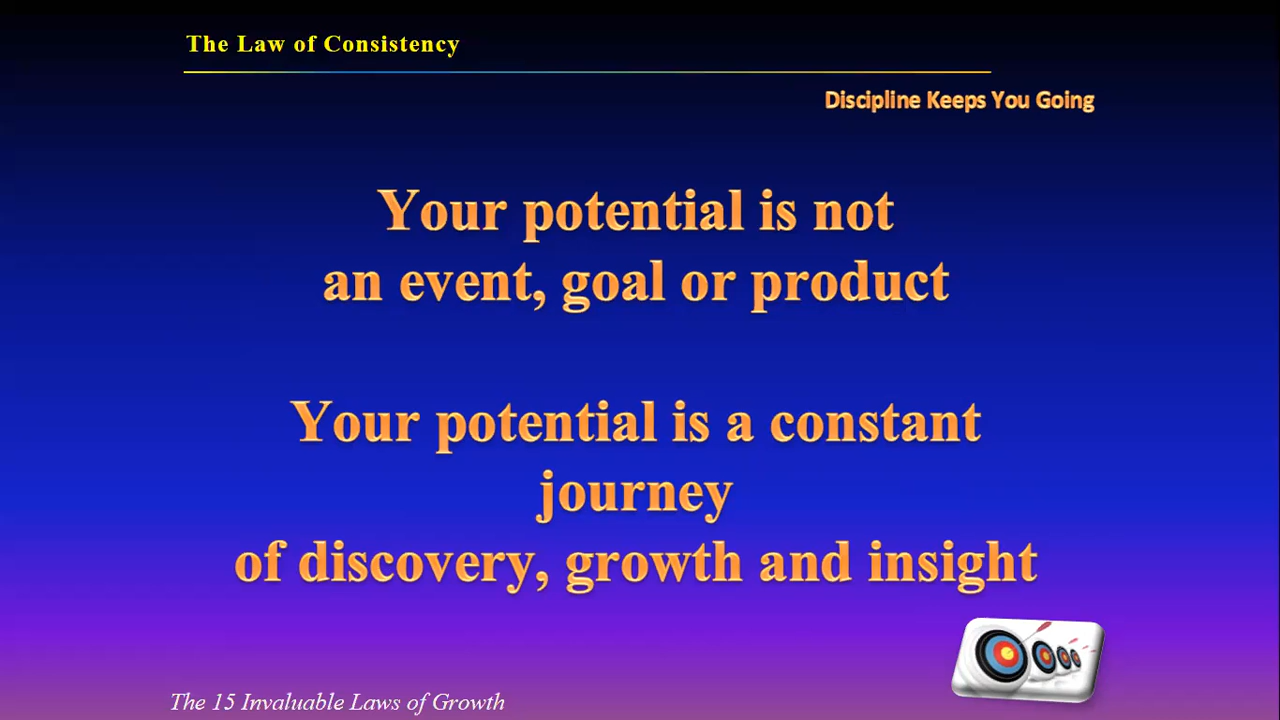 The Law of Consistency
Discipline Keeps You Going
Your potential is not
an event, goal or product
Your potential is a constant
journey
of discovery, growth and insight
The 15 Invaluable Laws of Growth